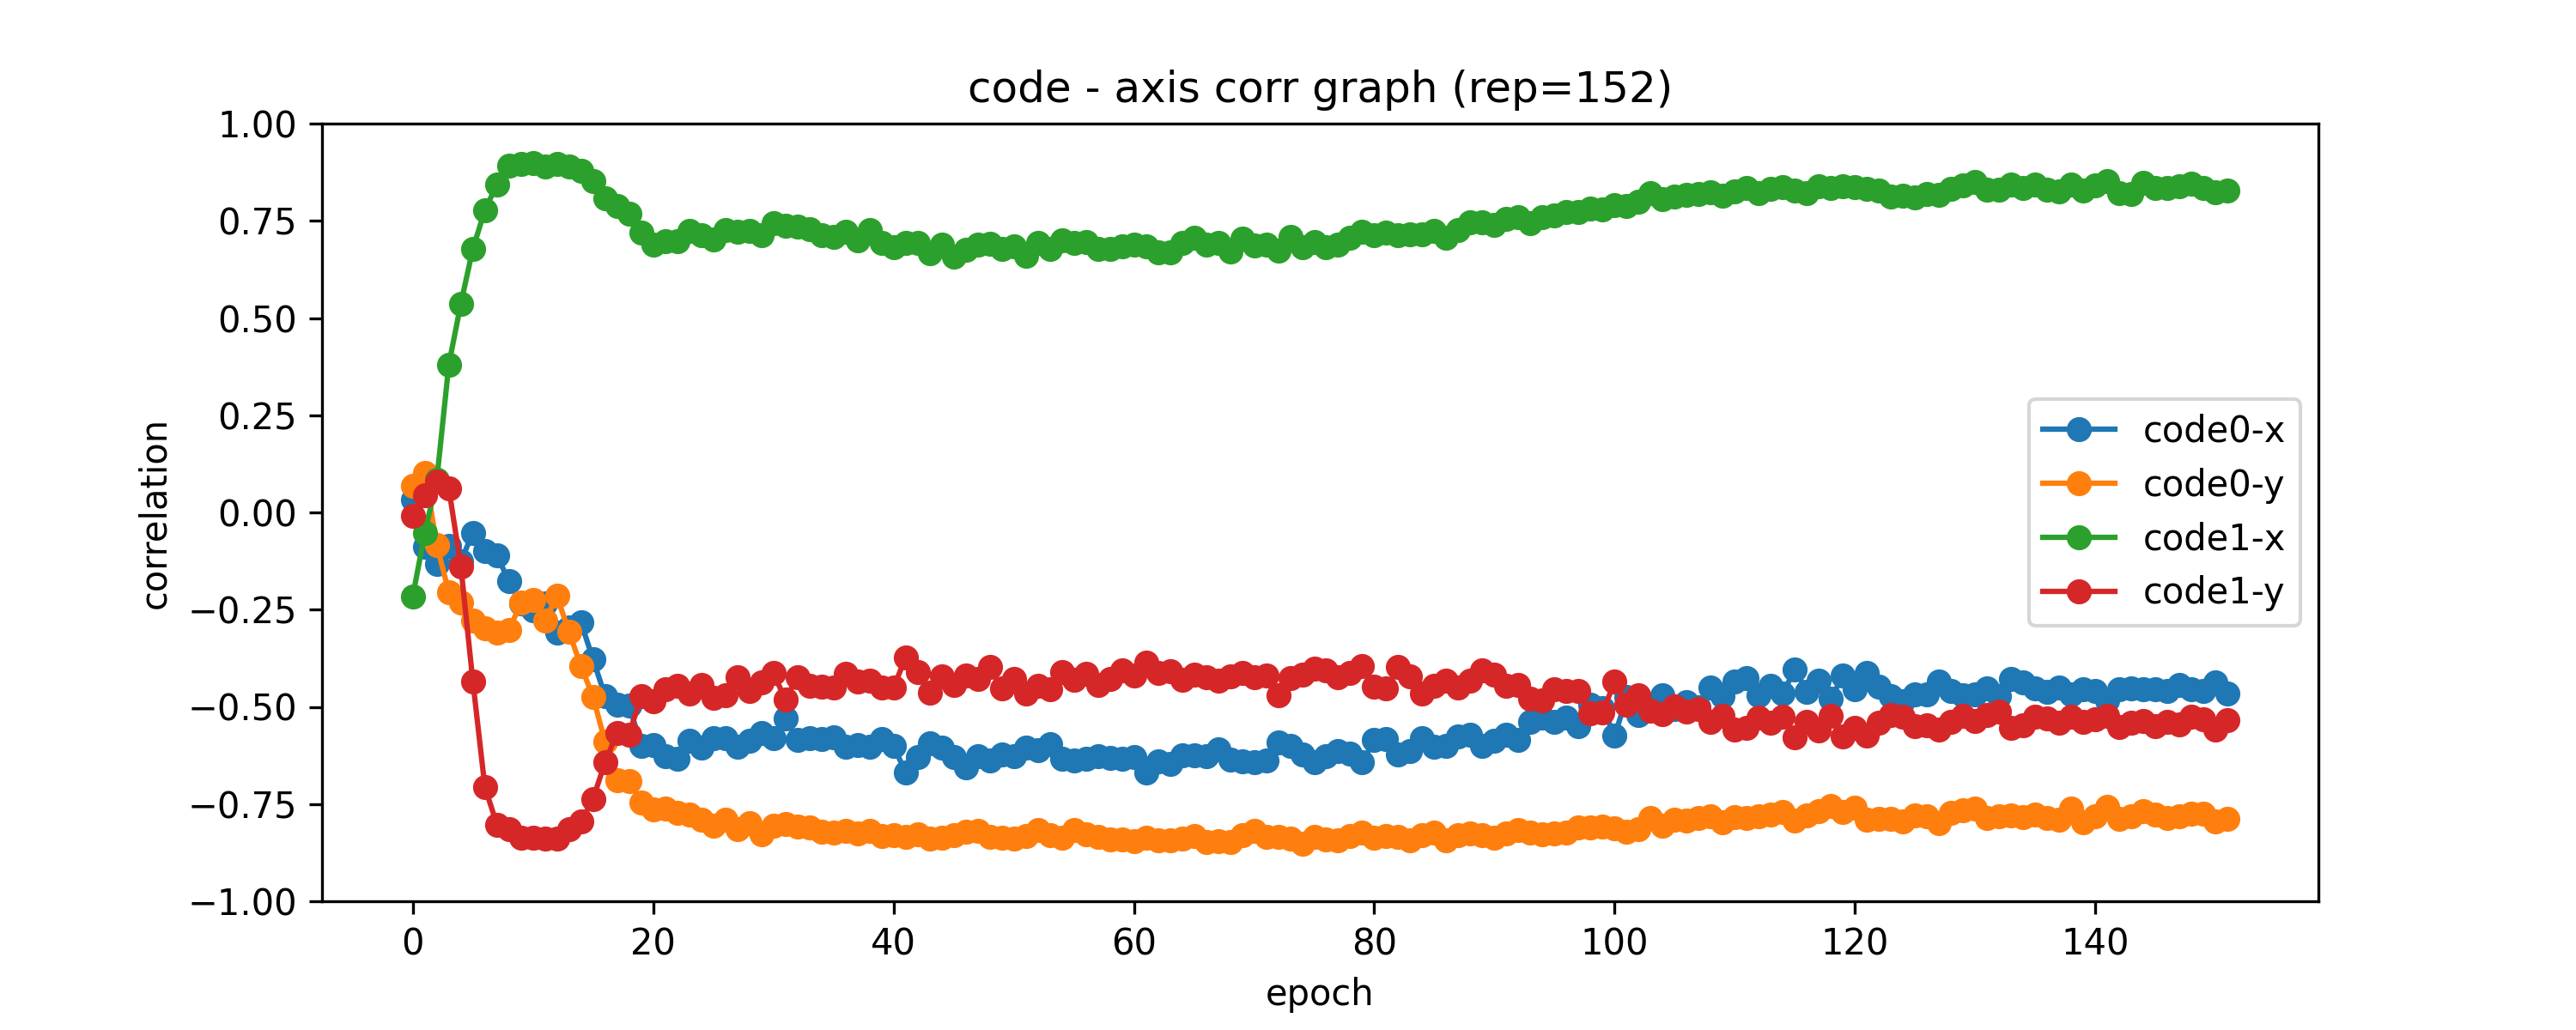 code - axis corr graph (rep=152)
1.00
0.75
0.50
0.25
0.00
−0.25
−0.50
−0.75
−1.00
correlation
code0-x
code0-y
code1-x
code1-y
0 20 40 60 80 100 120 140
epoch